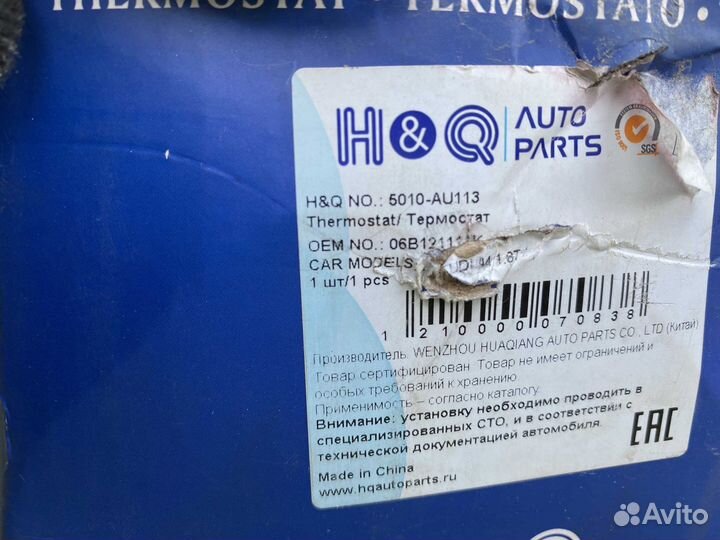 THERMOSTAT · TERMOSTATO ·
H&Q AUTO PARTS
SGS
H&Q NO.: 5010-AU113
Thermostat/ Термостат
OEM NO.:
CAR MODELS
1 шт/1 pcs
1 210000 070838
Производитель: WENZHOU HUAQIANG AUTO PARTS CO., LTD (Китай)
Товар сертифицирован. Товар не имеет ограничений и
особых требований к хранению.
Применимость – согласно каталогу.
Внимание: установку необходимо проводить в
специализированных СТО, и в соответствии с
технической документацией автомобиля.
EAC
Made in China
www.hqautoparts.ru
Avito